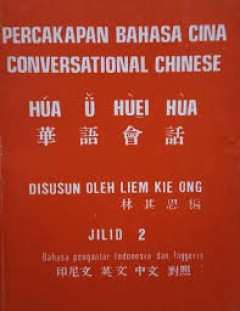 PERCAKAPAN BAHASA CINA
CONVERSATIONAL CHINESE
HÚA Ǔ HÙEI HÙA
華語會話
DISUSUN OLEH LIEM KIE ONG
林其恩编
JILID 2
Bahasa pengantar Indonesia dan Inggeris
印尼文 英文 中文 對照